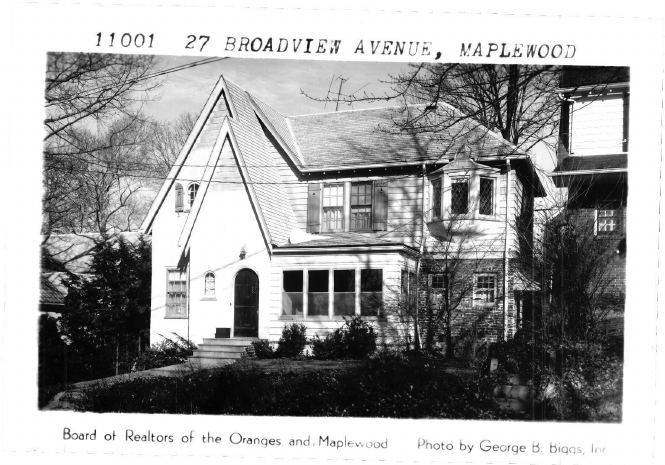 11001 27 BROADVIEW AVENUE, MAPLEWOOD
Board of Realtors of the Oranges and Maplewood Photo by George B. Biggs, Inc